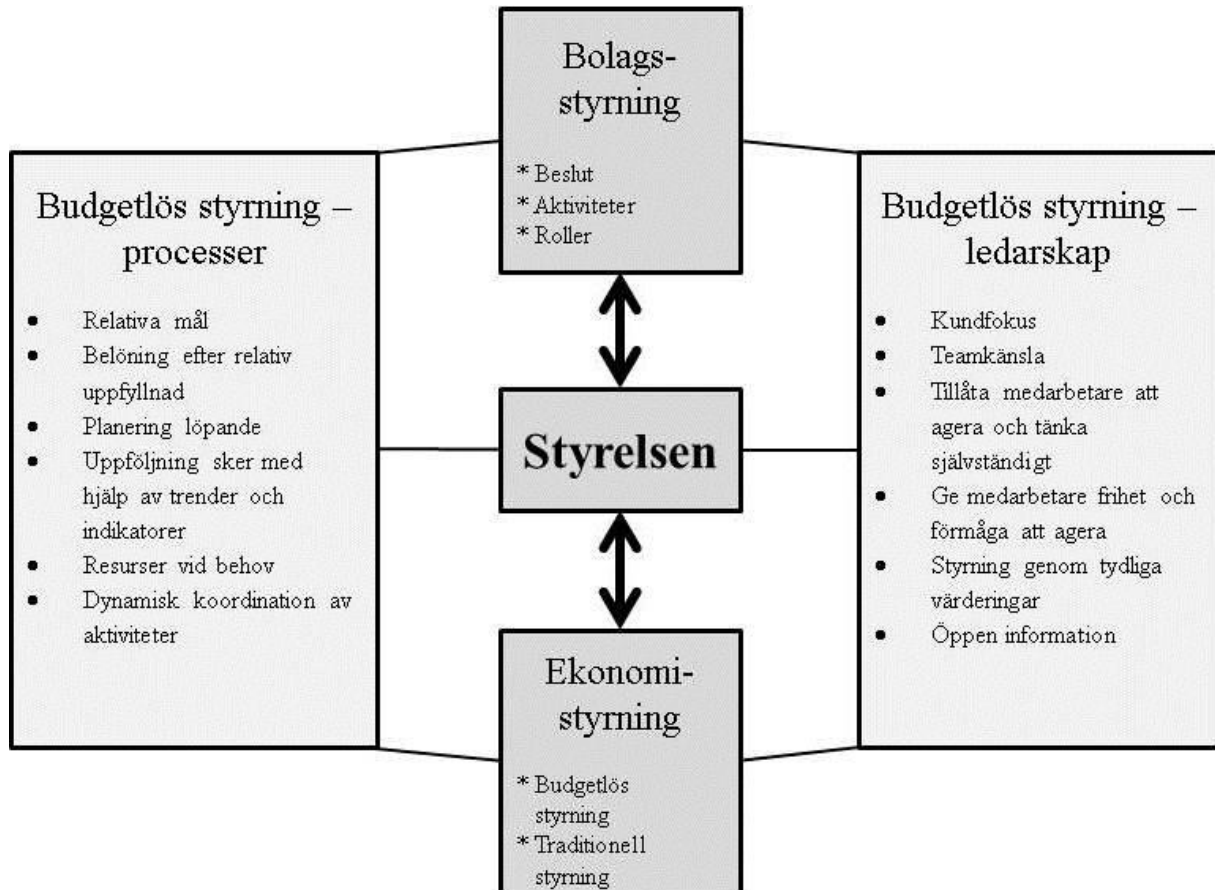 Bolags-
styrning
* Beslut
* Aktiviteter
* Roller
Budgetlös styrning –
processer
• Relativa mål
• Belöning efter relativ
uppfyllnad
• Planering löpande
• Uppföljning sker med
hjälp av trender och
indikatorer
• Resurser vid behov
• Dynamisk koordination av
aktiviteter
Styrelsen
Budgetlös styrning –
ledarskap
• Kundfokus
• Teamkänsla
• Tillåta medarbetare att
agera och tänka
självständigt
• Ge medarbetare frihet och
förmåga att agera
• Styrning genom tydliga
värderingar
• Öppen information
Ekonomi-
styrning
* Budgetlös
styrning
* Traditionell
styrning